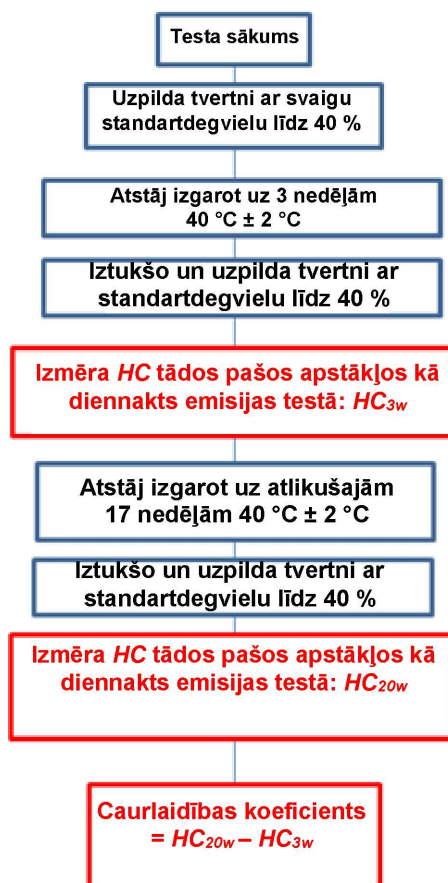 Testa sākums
Uzpilda tvertni ar svaigu
standartdegvielu līdz 40 %
Atstāj izgarot uz 3 nedēļām
40 °C ± 2 °C
Iztukšo un uzpilda tvertni ar
standartdegvielu līdz 40 %
Izmēra HC tādos pašos apstākļos kā
diennakts emisijas testā: HC3w
Atstāj izgarot uz atlikušajām
17 nedēļām 40 °C ± 2 °C
Iztukšo un uzpilda tvertni ar
standartdegvielu līdz 40 %
Izmēra HC tādos pašos apstākļos kā
diennakts emisijas testā: HC20w
Caurlaidības koeficients
= HC20w – HC3w